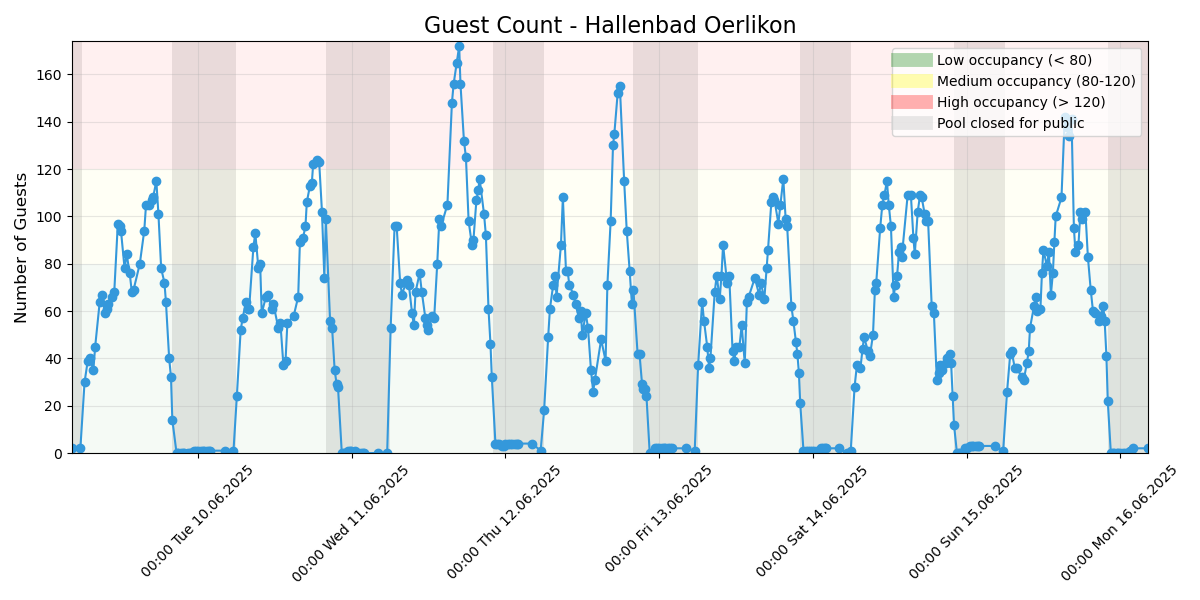 Guest Count - Hallenbad Oerlikon
Low occupancy (< 80)
Medium occupancy (80-120)
High occupancy (> 120)
Pool closed for public
Number of Guests
160
140
120
100
80
60
40
20
0
00:00 Tue 10.06.2025
00:00 Wed 11.06.2025
00:00 Thu 12.06.2025
00:00 Fri 13.06.2025
00:00 Sat 14.06.2025
00:00 Sun 15.06.2025
00:00 Mon 16.06.2025